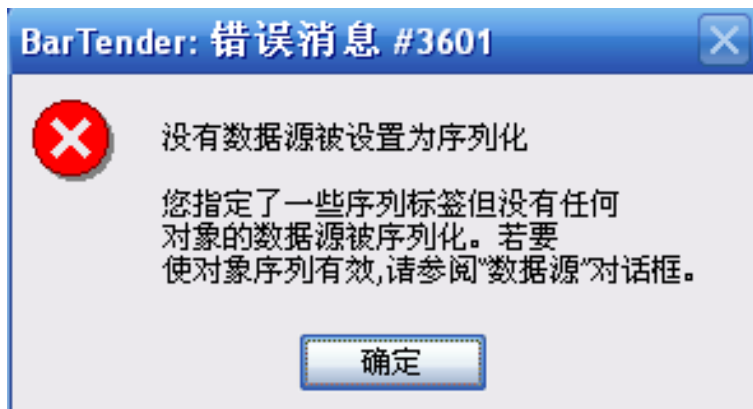 BarTender: 错误消息 #3601
没有数据源被设置为序列化
您指定了一些序列标签但没有任何
对象的数据源被序列化。若要
使对象序列有效,请参阅“数据源”对话框。
确定